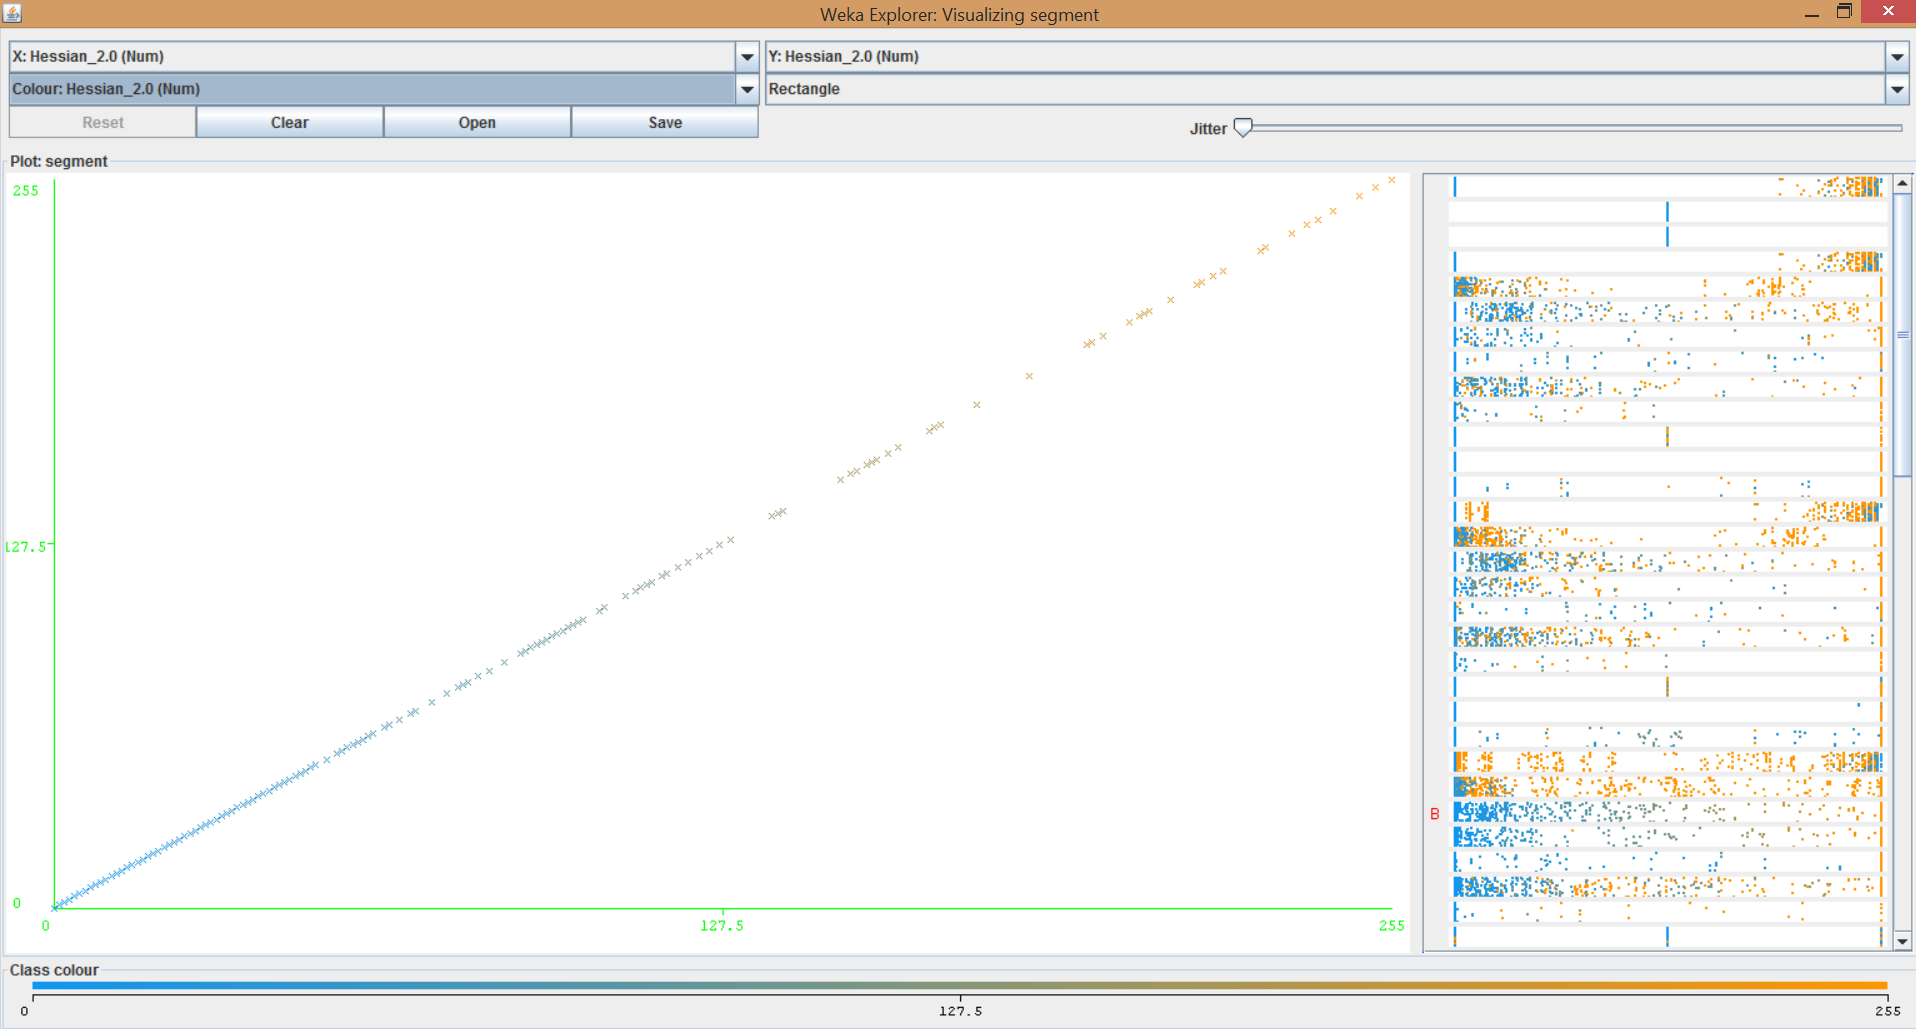 Weka Explorer: Visualizing segment
X: Hessian_2.0 (Num)
Y: Hessian_2.0 (Num)
Colour: Hessian_2.0 (Num)
Rectangle
Reset
Clear
Open
Save
Jitter
Plot: segment
255
127.5
0
0
127.5
255
B
Class colour
0
127.5
255